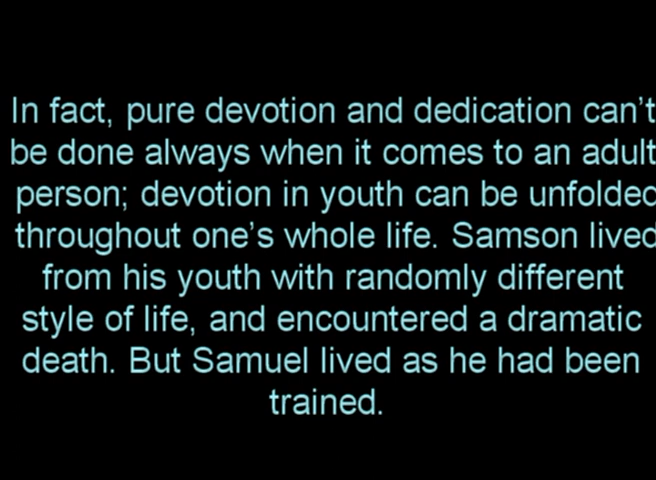 In fact, pure devotion and dedication can't
be done always when it comes to an adult
person; devotion in youth can be unfolded
throughout one's whole life. Samson lived
from his youth with randomly different
style of life, and encountered a dramatic
death. But Samuel lived as he had been
trained.